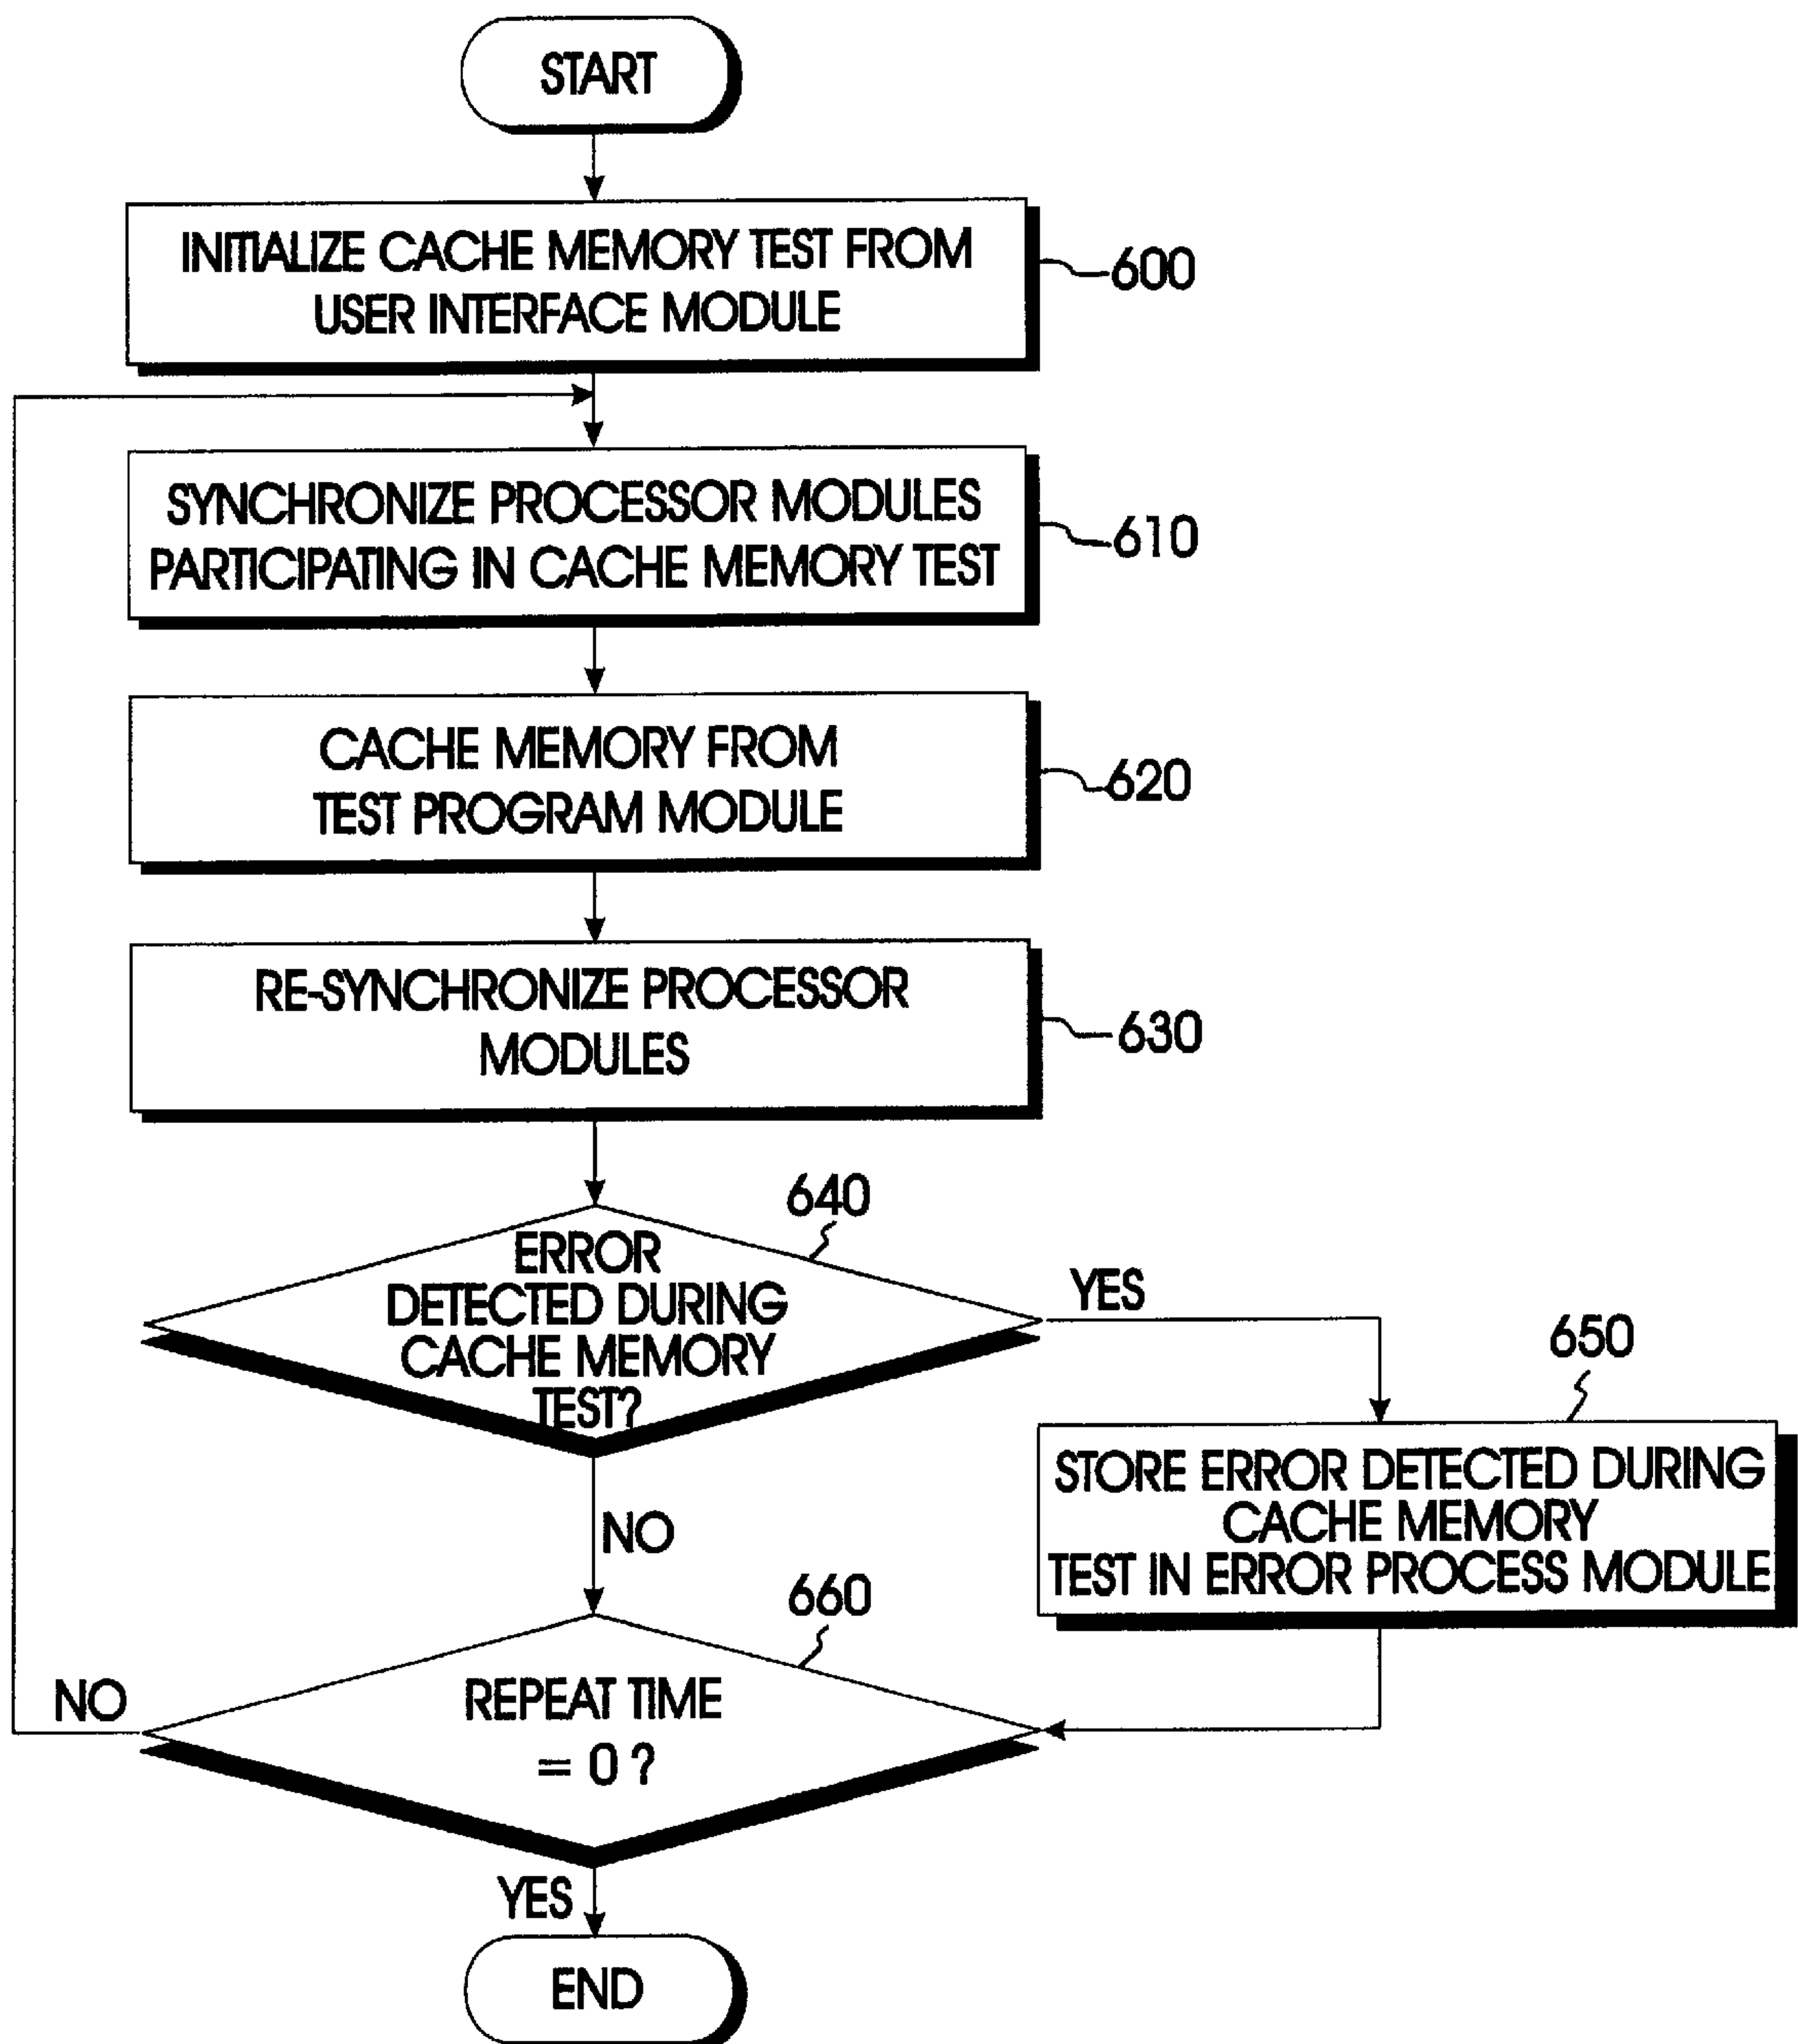 START
INITIALIZE CACHE MEMORY TEST FROM
USER INTERFACE MODULE
600
SYNCHRONIZE PROCESSOR MODULES
PARTICIPATING IN CACHE MEMORY TEST
610
CACHE MEMORY FROM
TEST PROGRAM MODULE
620
RE-SYNCHRONIZE PROCESSOR
MODULES
630
640
ERROR
DETECTED DURING
CACHE MEMORY
TEST?
YES
650
STORE ERROR DETECTED DURING
CACHE MEMORY
TEST IN ERROR PROCESS MODULE
NO
660
REPEAT TIME
= 0 ?
NO
YES
END